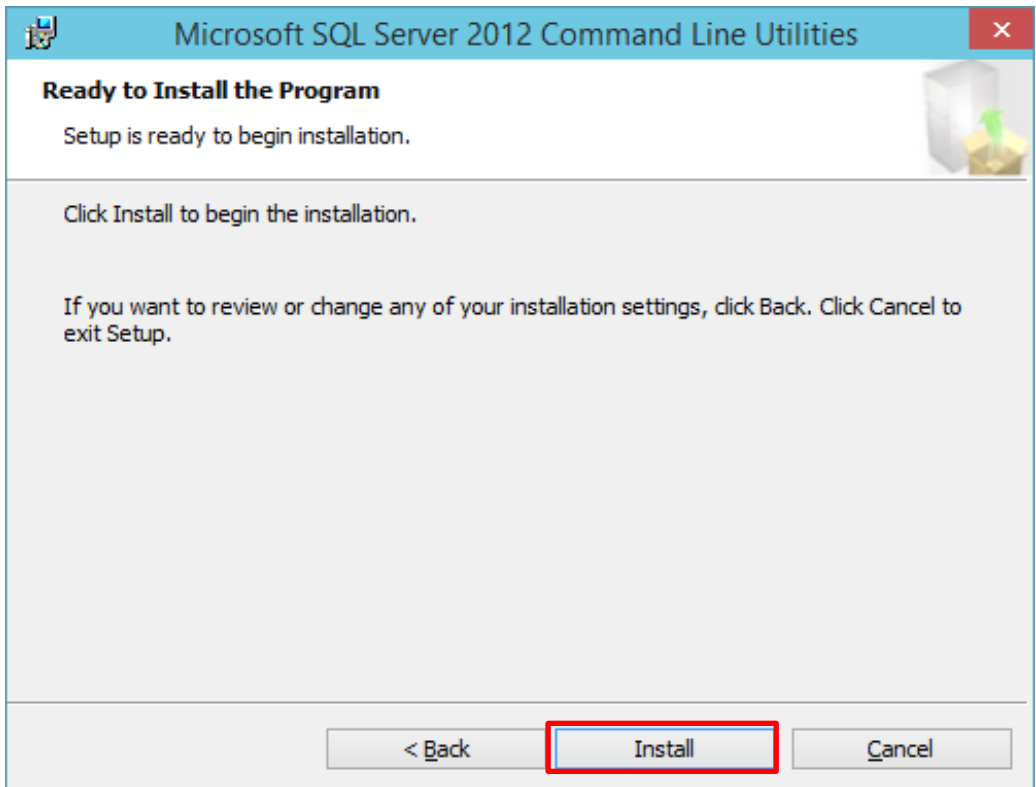 Microsoft SQL Server 2012 Command Line Utilities
Ready to Install the Program
Setup is ready to begin installation.
Click Install to begin the installation.
If you want to review or change any of your installation settings, click Back. Click Cancel to
exit Setup.
< Back
Install
Cancel